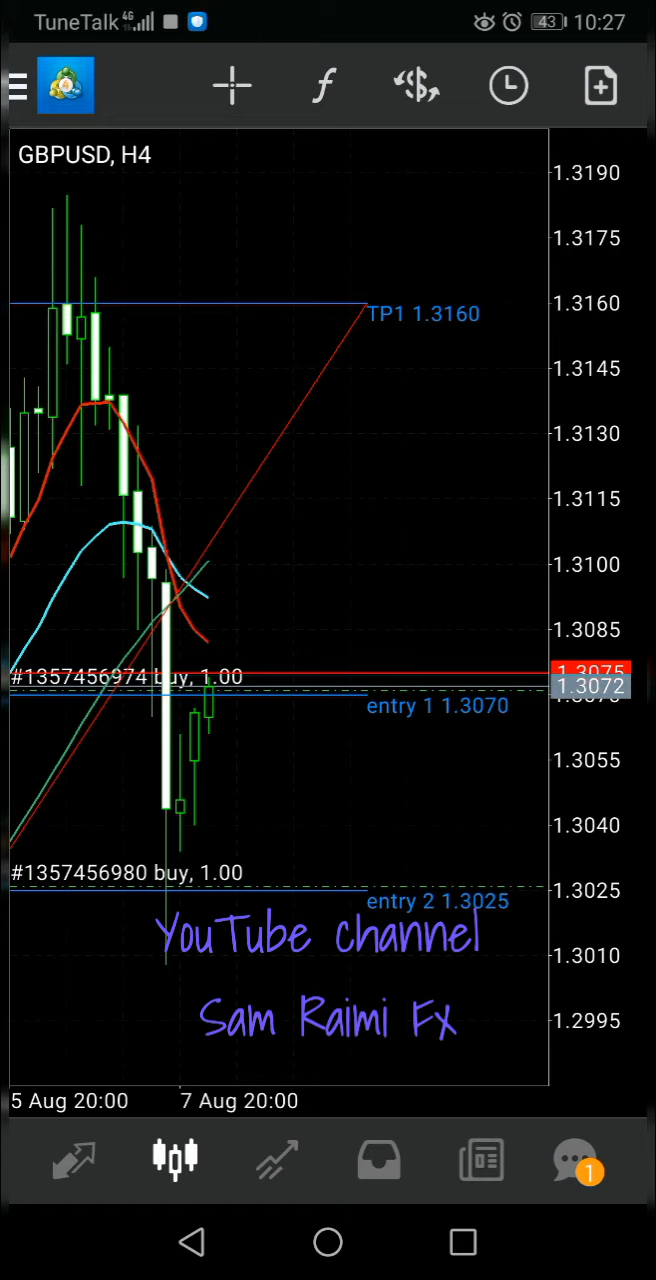 TuneTalk 4G 43 10:27
GBPUSD, H4
1.3190
1.3175
1.3160
TP1 1.3160
1.3145
1.3130
1.3115
1.3100
1.3085
#1357456974 buy, 1.00
1.3075
1.3072
entry 1 1.3070
1.3055
1.3040
#1357456980 buy, 1.00
1.3025
entry 2 1.3025
YouTube channel
1.3010
Sam Raimi Fx
1.2995
5 Aug 20:00 7 Aug 20:00
1